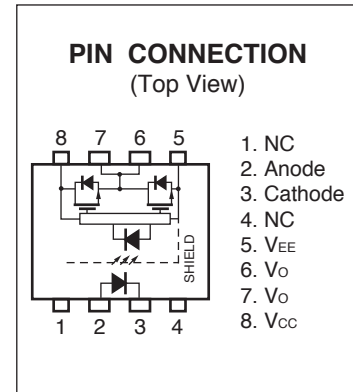 PIN CONNECTION
(Top View)
8 7 6 5
SHIELD
1 2 3 4
1. NC
2. Anode
3. Cathode
4. NC
5. VEE
6. VO
7. VO
8. VCC